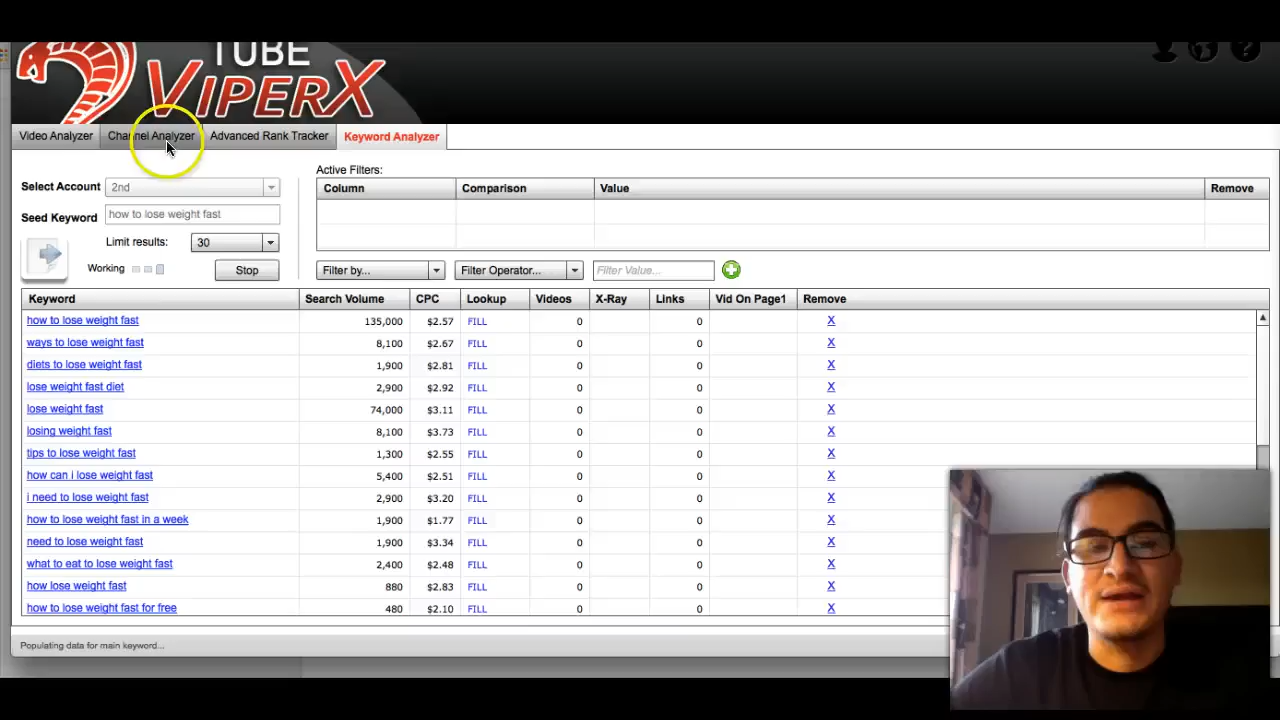 TUBE
VIPERX
Video Analyzer Channel Analyzer Advanced Rank Tracker Keyword Analyzer
Active Filters:
Select Account 2nd
Column Comparison Value Remove
Seed Keyword how to lose weight fast
Limit results: 30
Working Stop
Filter by... Filter Operator... Filter Value...
Keyword Search Volume CPC Lookup Videos X-Ray Links Vid On Page1 Remove
how to lose weight fast 135,000 $2.57 FILL 0 0 X
ways to lose weight fast 8,100 $2.67 FILL 0 0 X
diets to lose weight fast 1,900 $2.81 FILL 0 0 X
lose weight fast diet 2,900 $2.92 FILL 0 0 X
lose weight fast 74,000 $3.11 FILL 0 0 X
losing weight fast 8,100 $3.73 FILL 0 0 X
tips to lose weight fast 1,300 $2.55 FILL 0 0 X
how can i lose weight fast 5,400 $2.51 FILL 0 0 X
i need to lose weight fast 2,900 $3.20 FILL 0 0 X
how to lose weight fast in a week 1,900 $1.77 FILL 0 0 X
need to lose weight fast 1,900 $3.34 FILL 0 0 X
what to eat to lose weight fast 2,400 $2.48 FILL 0 0 X
how lose weight fast 880 $2.83 FILL 0 0 X
how to lose weight fast for free 480 $2.10 FILL 0 0 X
Populating data for main keyword...